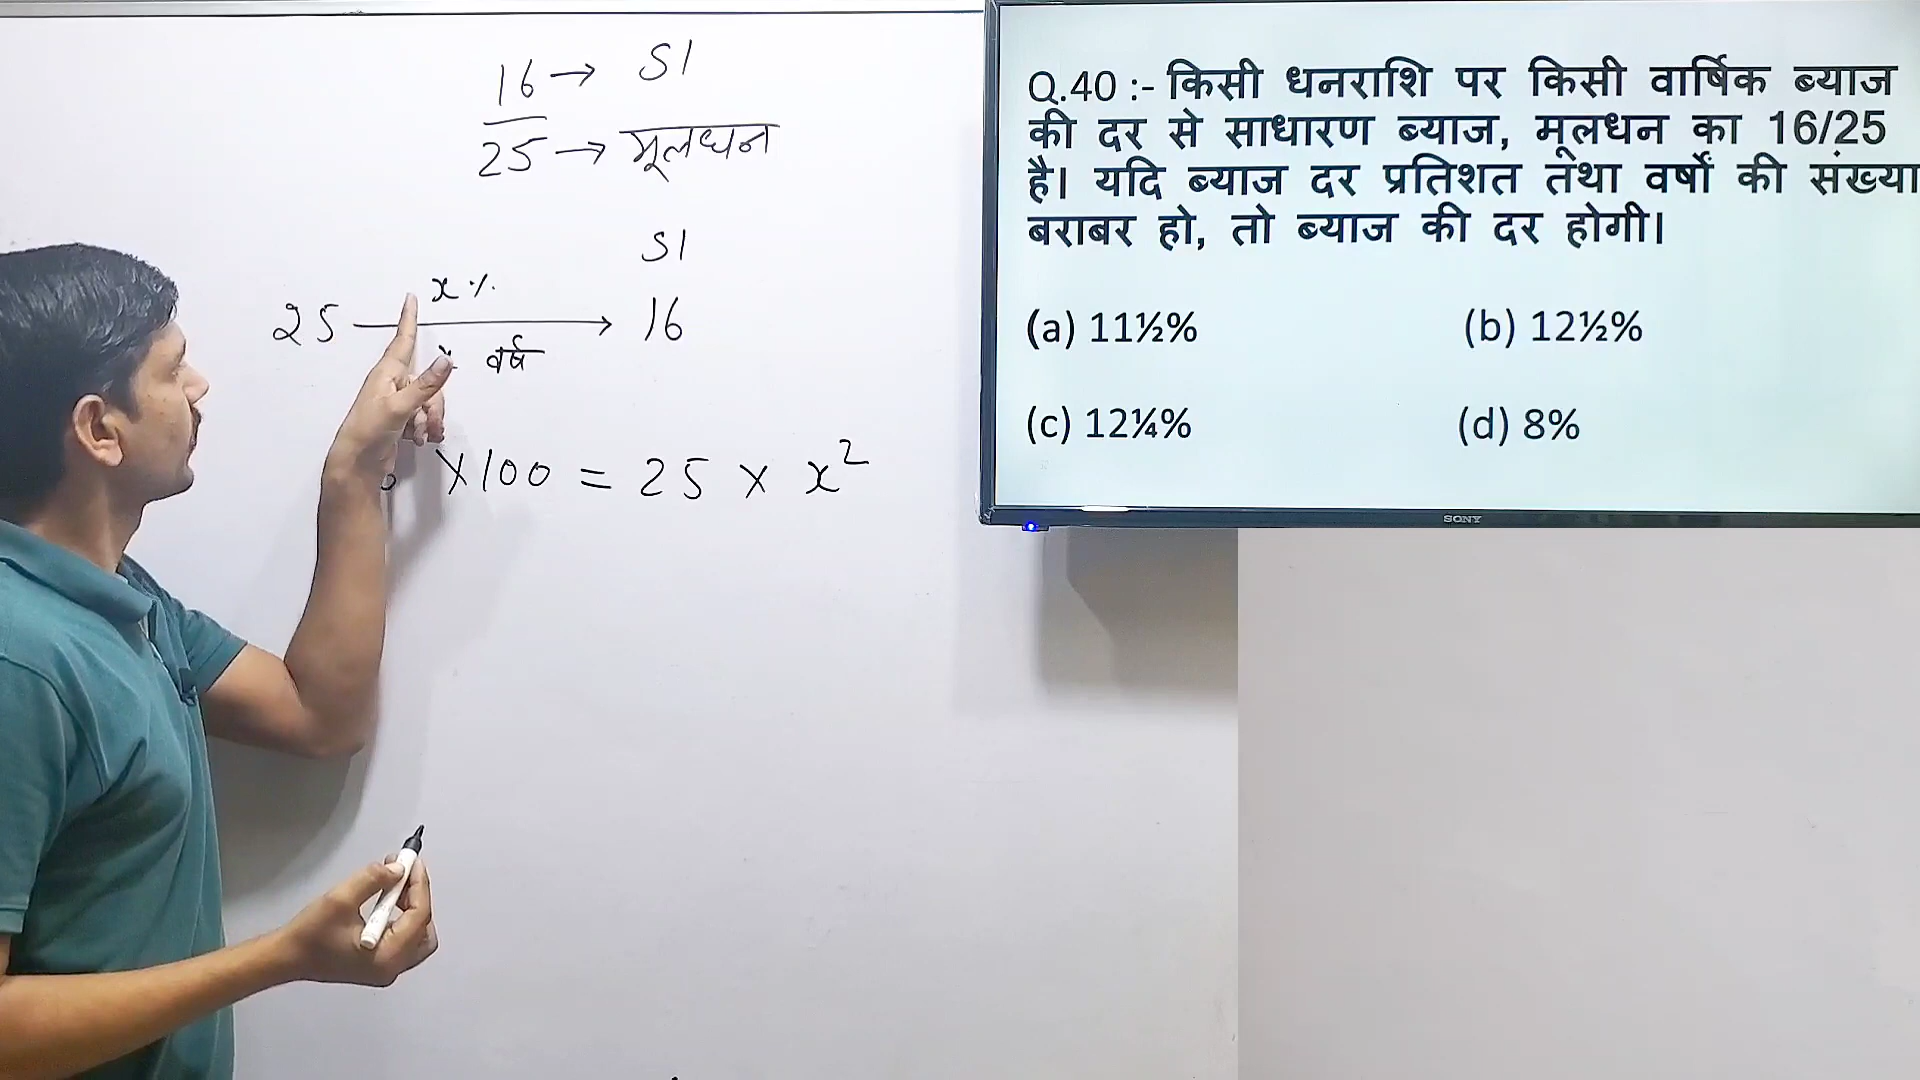 16 → SI
25 → मूलधन
SI
x%
25 → 16
वर्ष
× 100 = 25 × x²
Q.40 :- किसी धनराशि पर किसी वार्षिक ब्याज
की दर से साधारण ब्याज, मूलधन का 16/25
है। यदि ब्याज दर प्रतिशत तथा वर्षों की संख्या
बराबर हो, तो ब्याज की दर होगी।
(a) 11½% (b) 12½%
(c) 12¼% (d) 8%
SONY